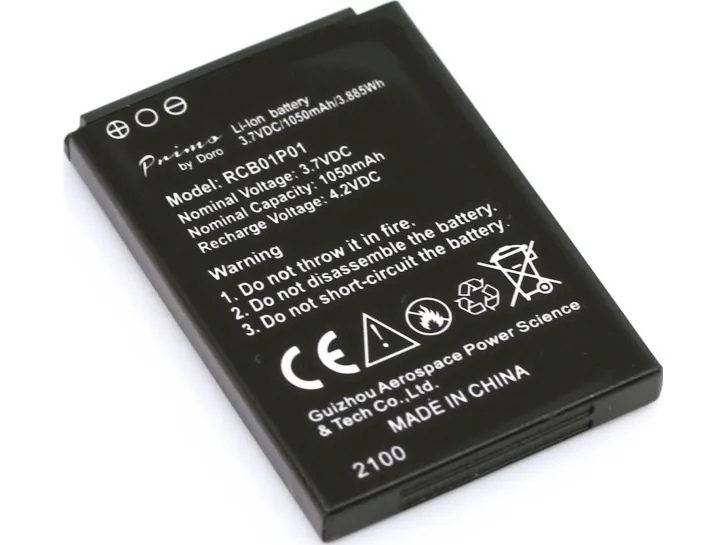 Primo
by Doro
Li-Ion battery
3.7VDC/1050mAh/3.885Wh
Model: RCB01P01
Nominal Voltage: 3.7VDC
Nominal Capacity: 1050mAh
Recharge Voltage: 4.2VDC
Warning
1. Do not throw it in fire.
2. Do not disassemble the battery.
3. Do not short-circuit the battery.
CE
Guizhou Aerospace Power Science
& Tech Co.,Ltd.
MADE IN CHINA
2100